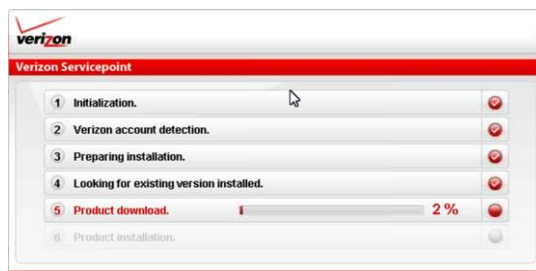 verizon
Verizon Servicepoint
1 Initialization.
2 Verizon account detection.
3 Preparing installation.
4 Looking for existing version installed.
5 Product download. 2 %
6 Product installation.